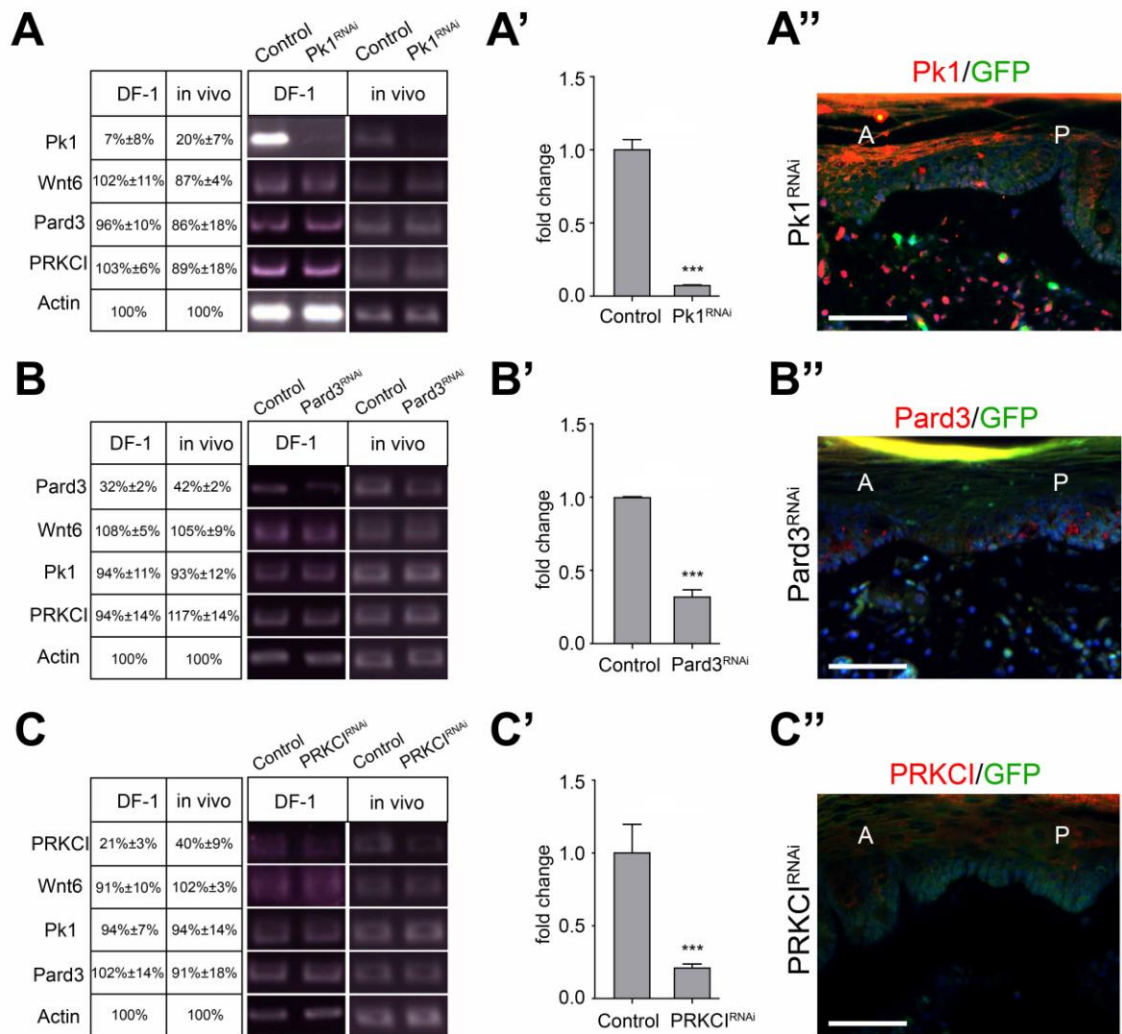 A
Control Pk1RNAi Control Pk1RNAi
DF-1 in vivo DF-1 in vivo
Pk1 7%±8% 20%±7%
Wnt6 102%±11% 87%±4%
Pard3 96%±10% 86%±18%
PRKCI 103%±6% 89%±18%
Actin 100% 100%
A’
fold change
1.5
1.0
0.5
0.0
***
Control Pk1RNAi
A”
Pk1/GFP
Pk1RNAi
A P
B
Control Pard3RNAi Control Pard3RNAi
DF-1 in vivo DF-1 in vivo
Pard3 32%±2% 42%±2%
Wnt6 108%±5% 105%±9%
Pk1 94%±11% 93%±12%
PRKCI 94%±14% 117%±14%
Actin 100% 100%
B’
fold change
1.5
1.0
0.5
0.0
***
Control Pard3RNAi
B”
Pard3/GFP
Pard3RNAi
A P
C
Control PRKCIRNAi Control PRKCIRNAi
DF-1 in vivo DF-1 in vivo
PRKCI 21%±3% 40%±9%
Wnt6 91%±10% 102%±3%
Pk1 94%±7% 94%±14%
Pard3 102%±14% 91%±18%
Actin 100% 100%
C’
fold change
1.5
1.0
0.5
0.0
***
Control PRKCIRNAi
C”
PRKCI/GFP
PRKCIRNAi
A P